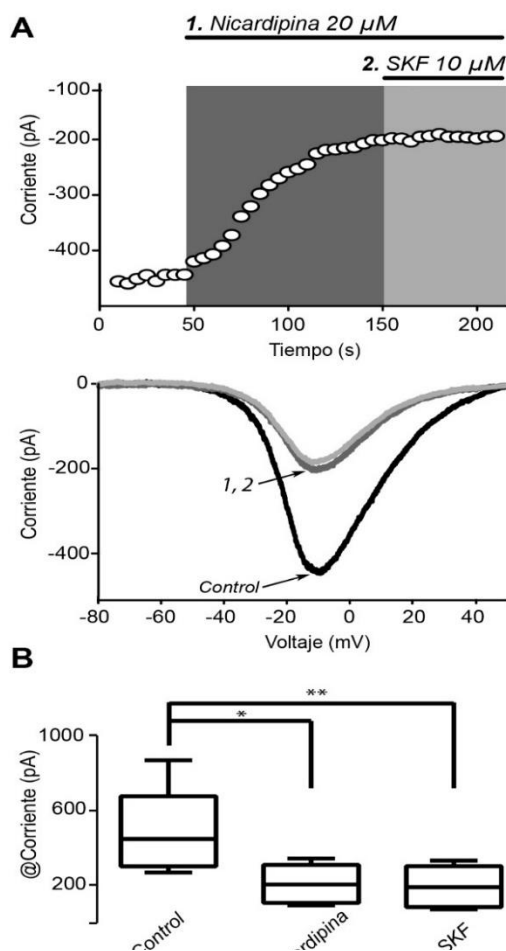 A
1. Nicardipina 20 µM
2. SKF 10 µM
Corriente (pA)
-100
-200
-300
-400
0 50 100 150 200
Tiempo (s)
Corriente (pA)
0
-200
-400
1, 2
Control
-80 -60 -40 -20 0 20 40
Voltaje (mV)
B
@Corriente (pA)
1000
600
200
*
**
Control
SKF